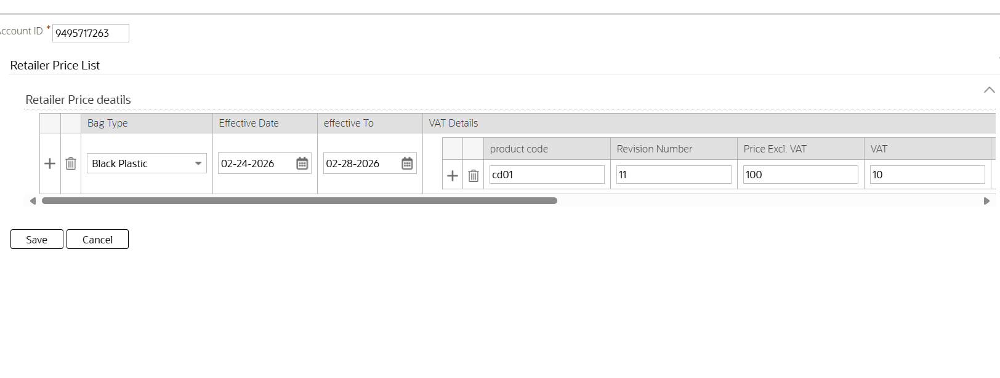 ccount ID * 9495717263
Retailer Price List
Retailer Price deatils
Bag Type Effective Date effective To VAT Details
product code Revision Number Price Excl. VAT VAT
Black Plastic 02-24-2026 02-28-2026
cd01 11 100 10
Save Cancel